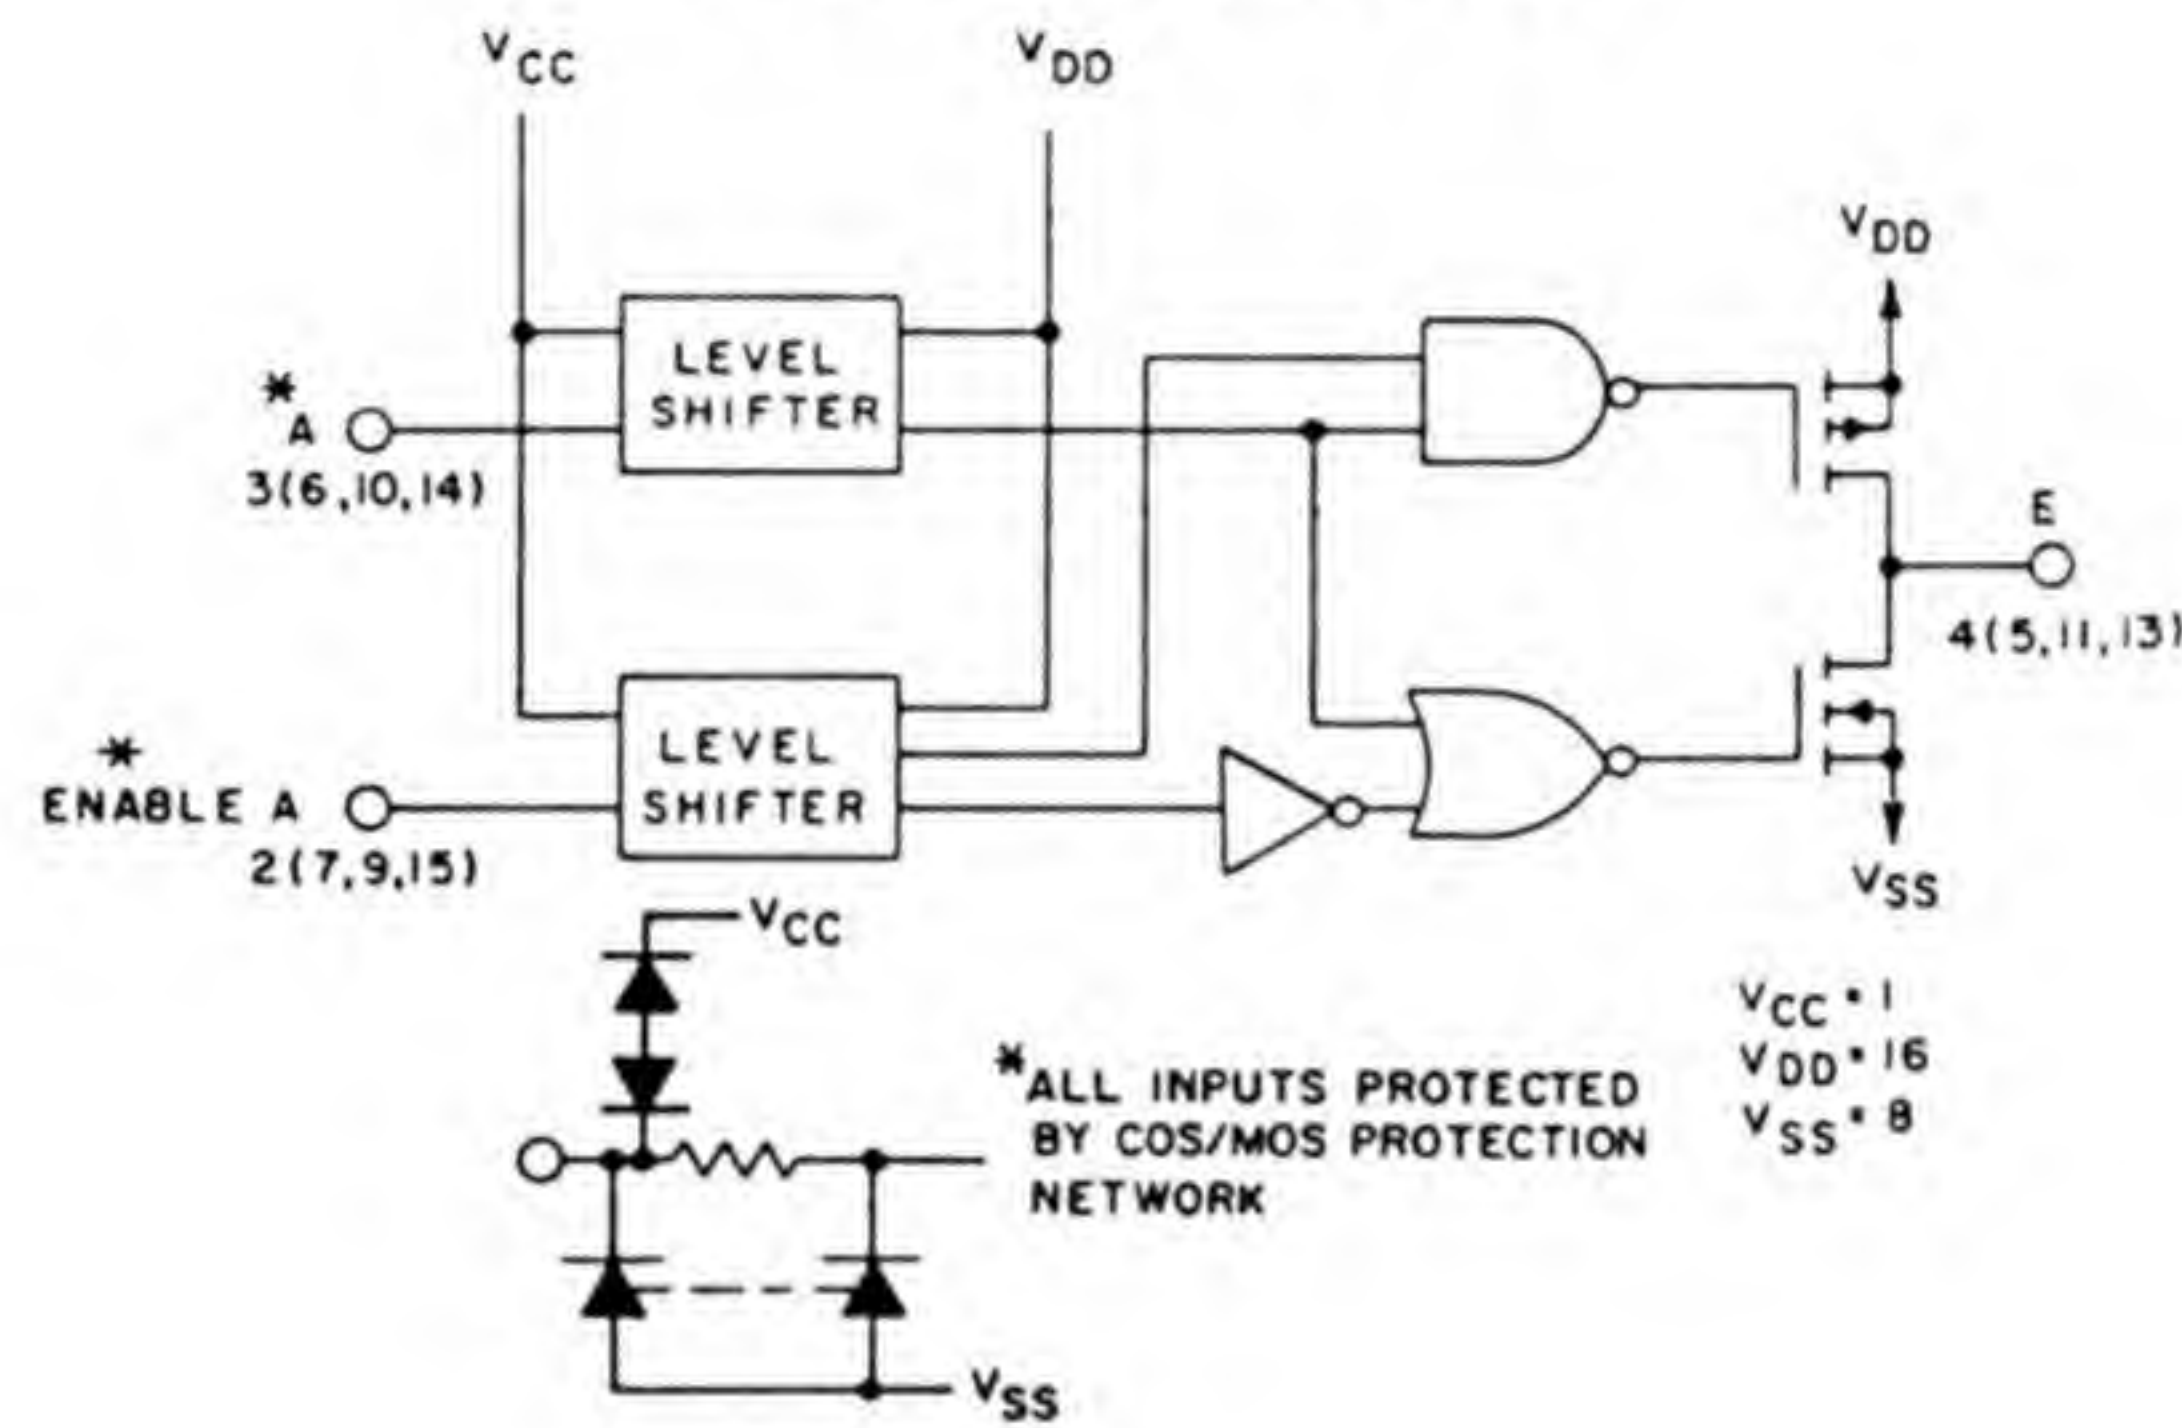 VCC
VDD
VDD
LEVEL
SHIFTER
*
A
3(6,10,14)
E
4(5,11,13)
LEVEL
SHIFTER
*
ENABLE A
2(7,9,15)
VSS
VCC
VCC • 1
VDD • 16
VSS • 8
*ALL INPUTS PROTECTED
BY COS/MOS PROTECTION
NETWORK
VSS